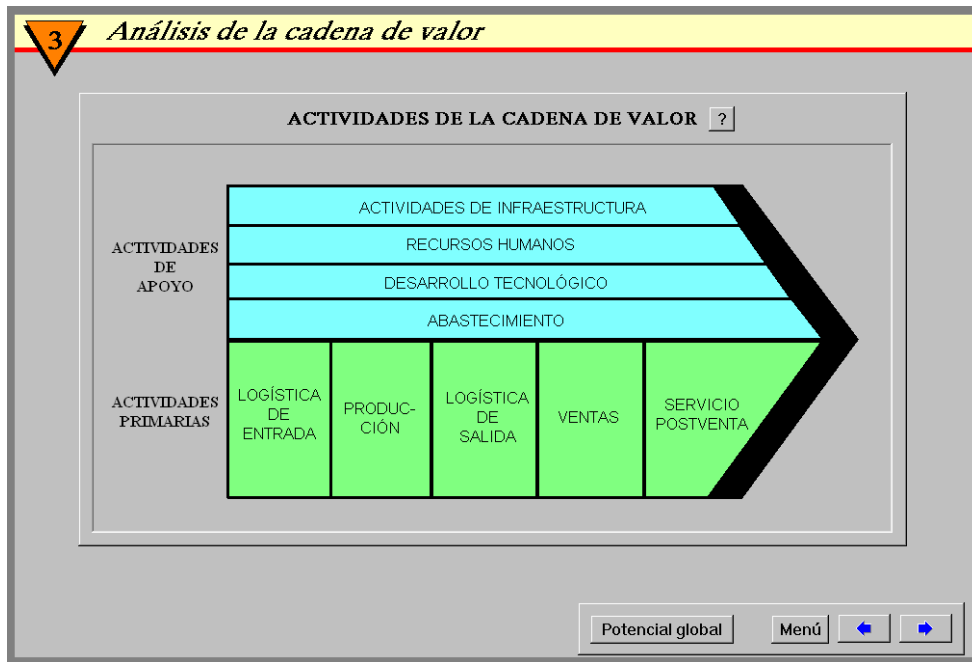 3
Análisis de la cadena de valor
ACTIVIDADES DE LA CADENA DE VALOR ?
ACTIVIDADES
DE
APOYO
ACTIVIDADES DE INFRAESTRUCTURA
RECURSOS HUMANOS
DESARROLLO TECNOLÓGICO
ABASTECIMIENTO
ACTIVIDADES
PRIMARIAS
LOGÍSTICA
DE
ENTRADA
PRODUC-
CIÓN
LOGÍSTICA
DE
SALIDA
VENTAS
SERVICIO
POSTVENTA
Potencial global
Menú